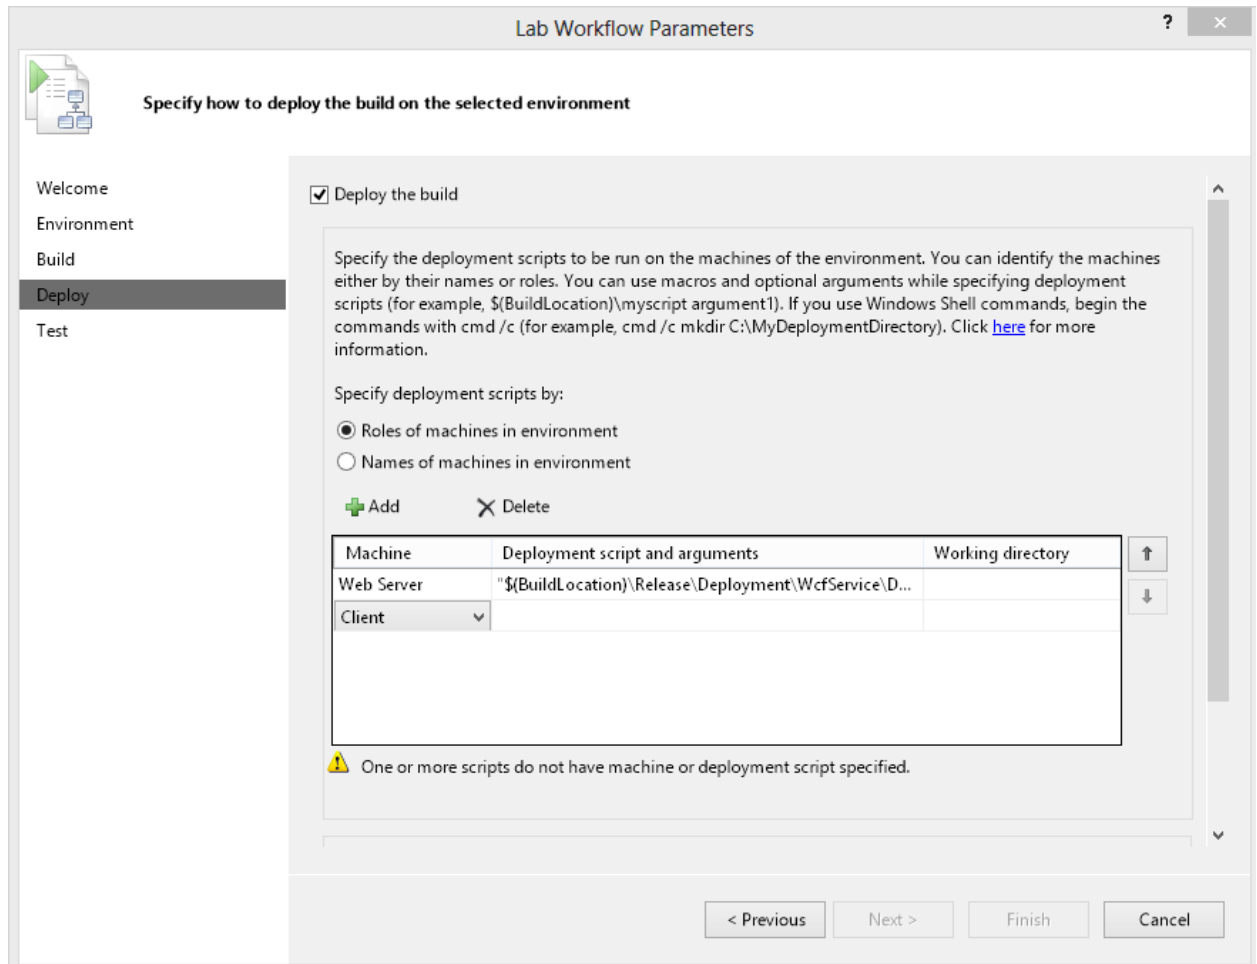 Lab Workflow Parameters
?
Specify how to deploy the build on the selected environment
Welcome
Environment
Build
Deploy
Test
Deploy the build
Specify the deployment scripts to be run on the machines of the environment. You can identify the machines
either by their names or roles. You can use macros and optional arguments while specifying deployment
scripts (for example, $(BuildLocation)\myscript argument1). If you use Windows Shell commands, begin the
commands with cmd /c (for example, cmd /c mkdir C:\MyDeploymentDirectory). Click here for more
information.
Specify deployment scripts by:
Roles of machines in environment
Names of machines in environment
Add Delete
Machine Deployment script and arguments Working directory
Web Server "$(BuildLocation)\Release\Deployment\WcfService\D...
Client
One or more scripts do not have machine or deployment script specified.
< Previous Next > Finish Cancel